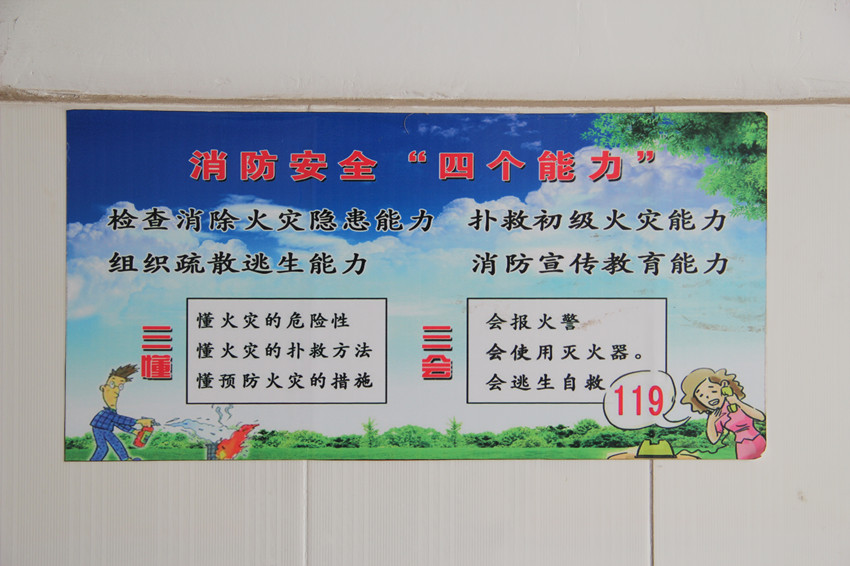 消防安全“四个能力”
检查消除火灾隐患能力 扑救初级火灾能力
组织疏散逃生能力 消防宣传教育能力
三懂
懂火灾的危险性
懂火灾的扑救方法
懂预防火灾的措施
三会
会报火警
会使用灭火器。
会逃生自救
119